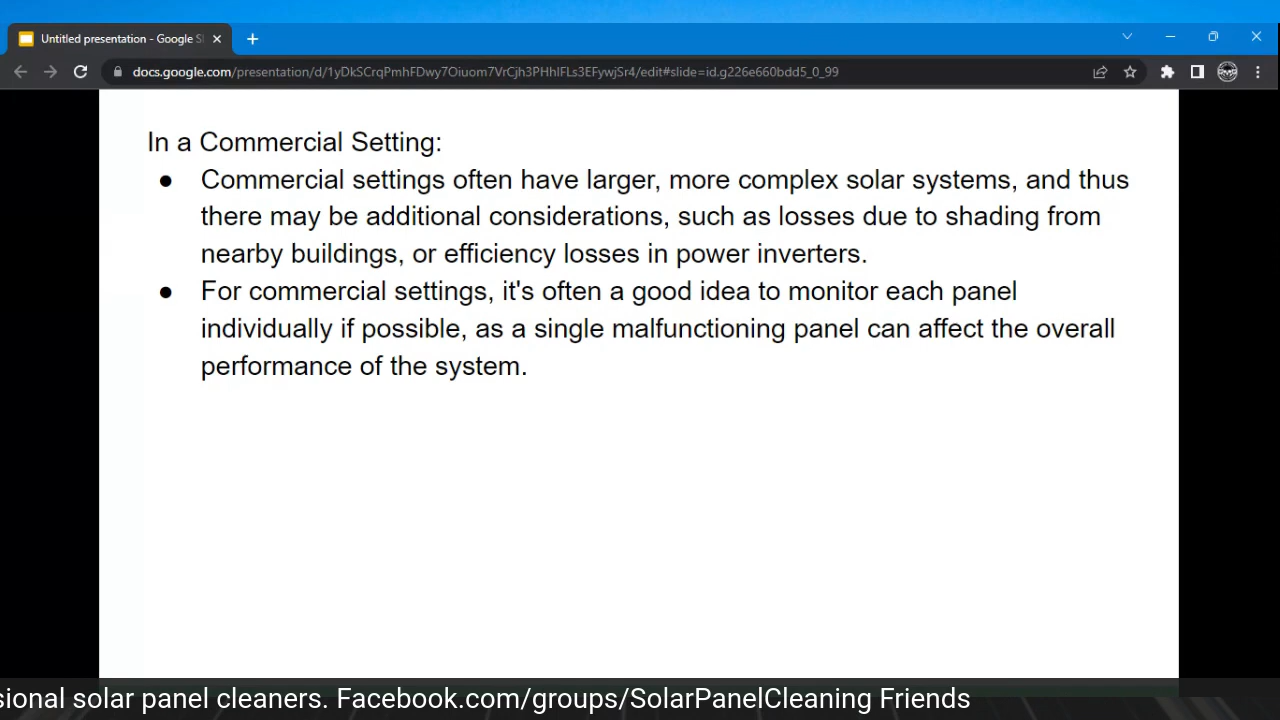 Untitled presentation - Google Sl
docs.google.com/presentation/d/1yDkSCrqPmhFDwy7Oiuom7VrCjh3PHhlFLs3EFywjSr4/edit#slide=id.g226e660bdd5_0_99
In a Commercial Setting:
● Commercial settings often have larger, more complex solar systems, and thus
there may be additional considerations, such as losses due to shading from
nearby buildings, or efficiency losses in power inverters.
● For commercial settings, it's often a good idea to monitor each panel
individually if possible, as a single malfunctioning panel can affect the overall
performance of the system.
sional solar panel cleaners. Facebook.com/groups/SolarPanelCleaning Friends